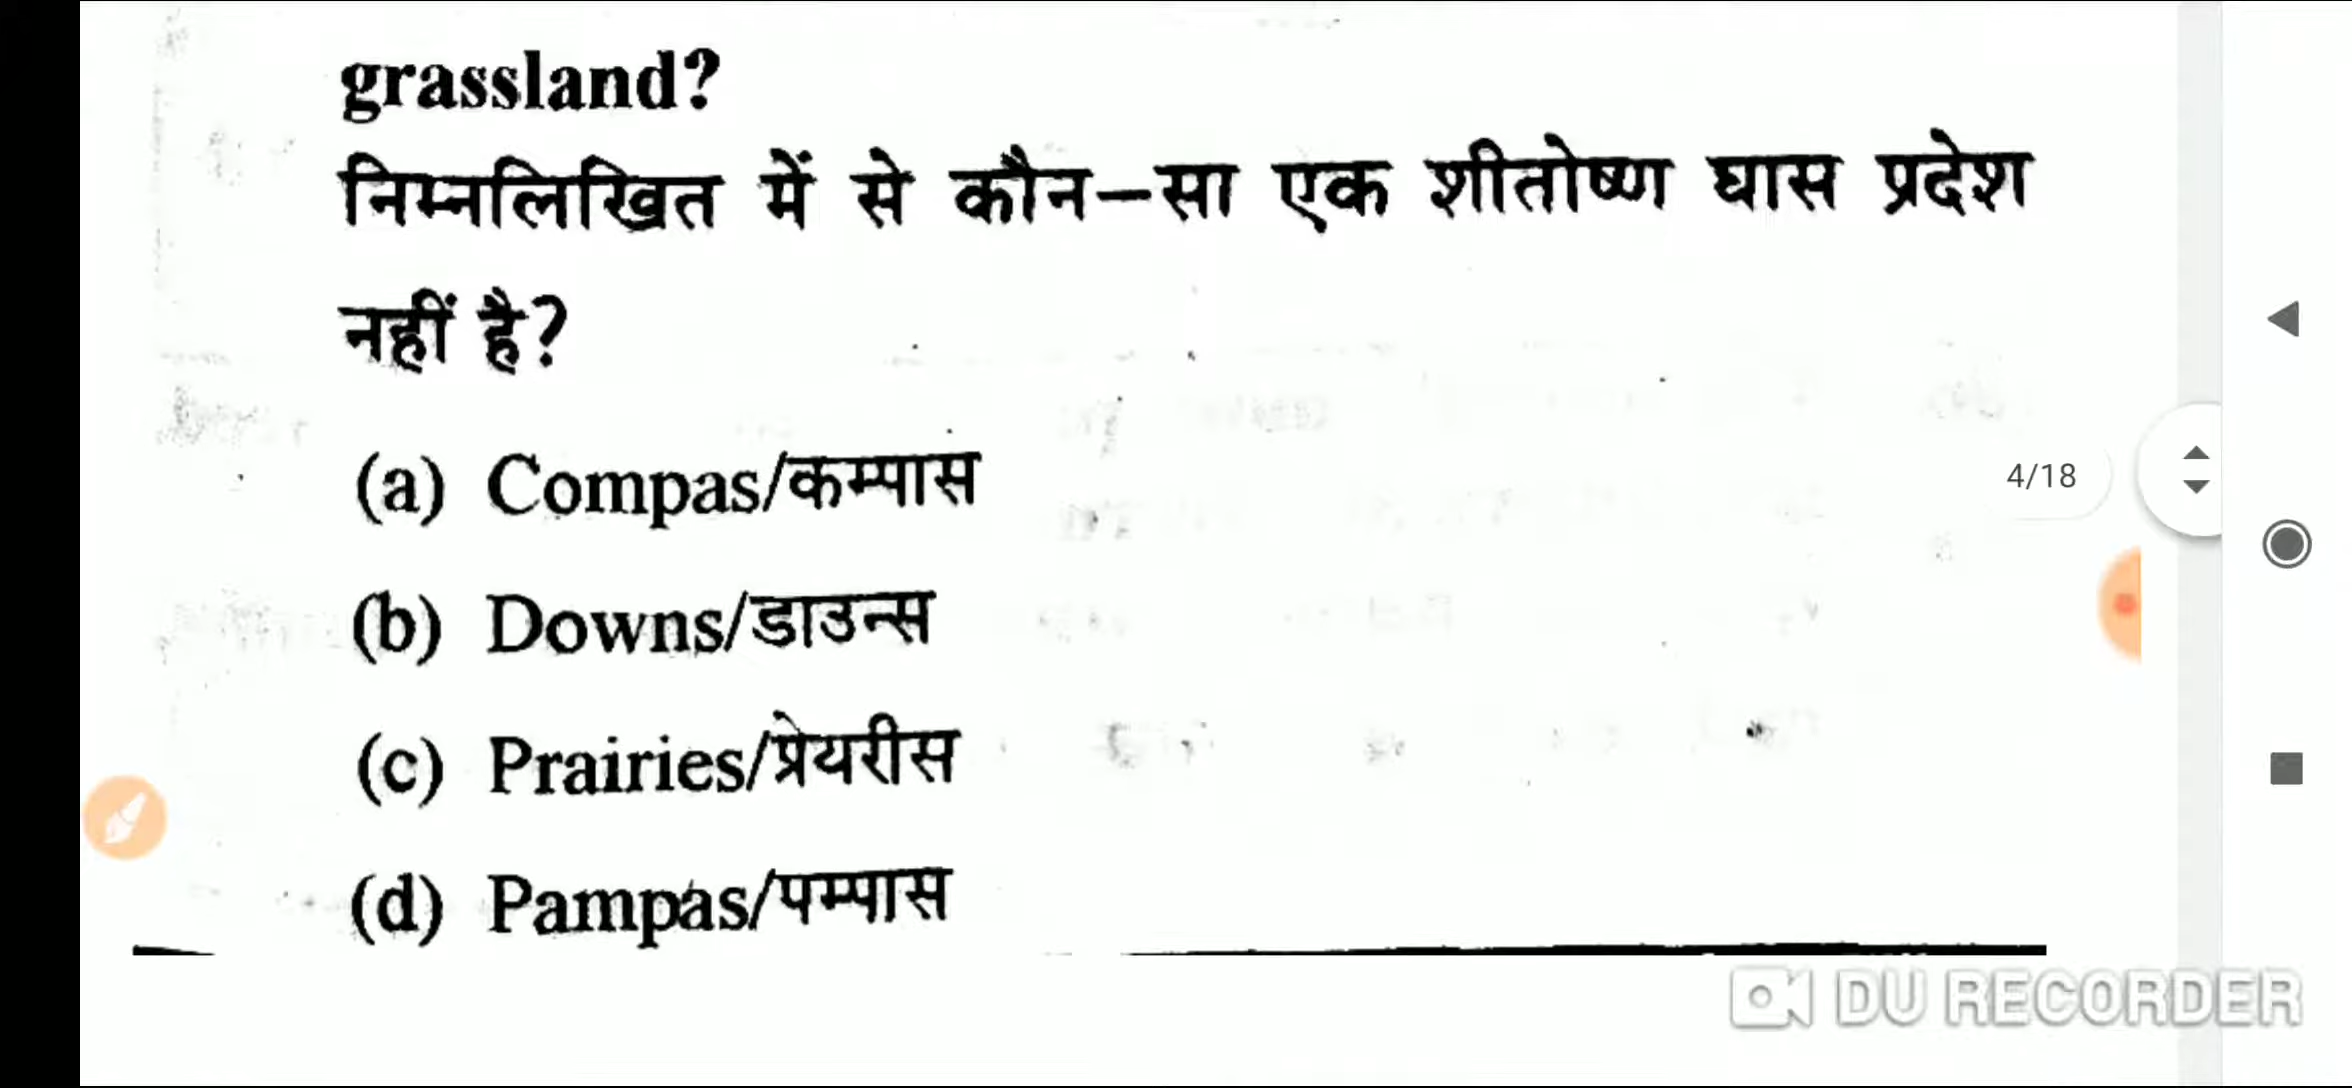 grassland?
निम्नलिखित में से कौन–सा एक शीतोष्ण घास प्रदेश
नहीं है?
(a) Compas/कम्पास
4/18
(b) Downs/डाउन्स
(c) Prairies/प्रेयरीस
(d) Pampas/पम्पास
DU RECORDER